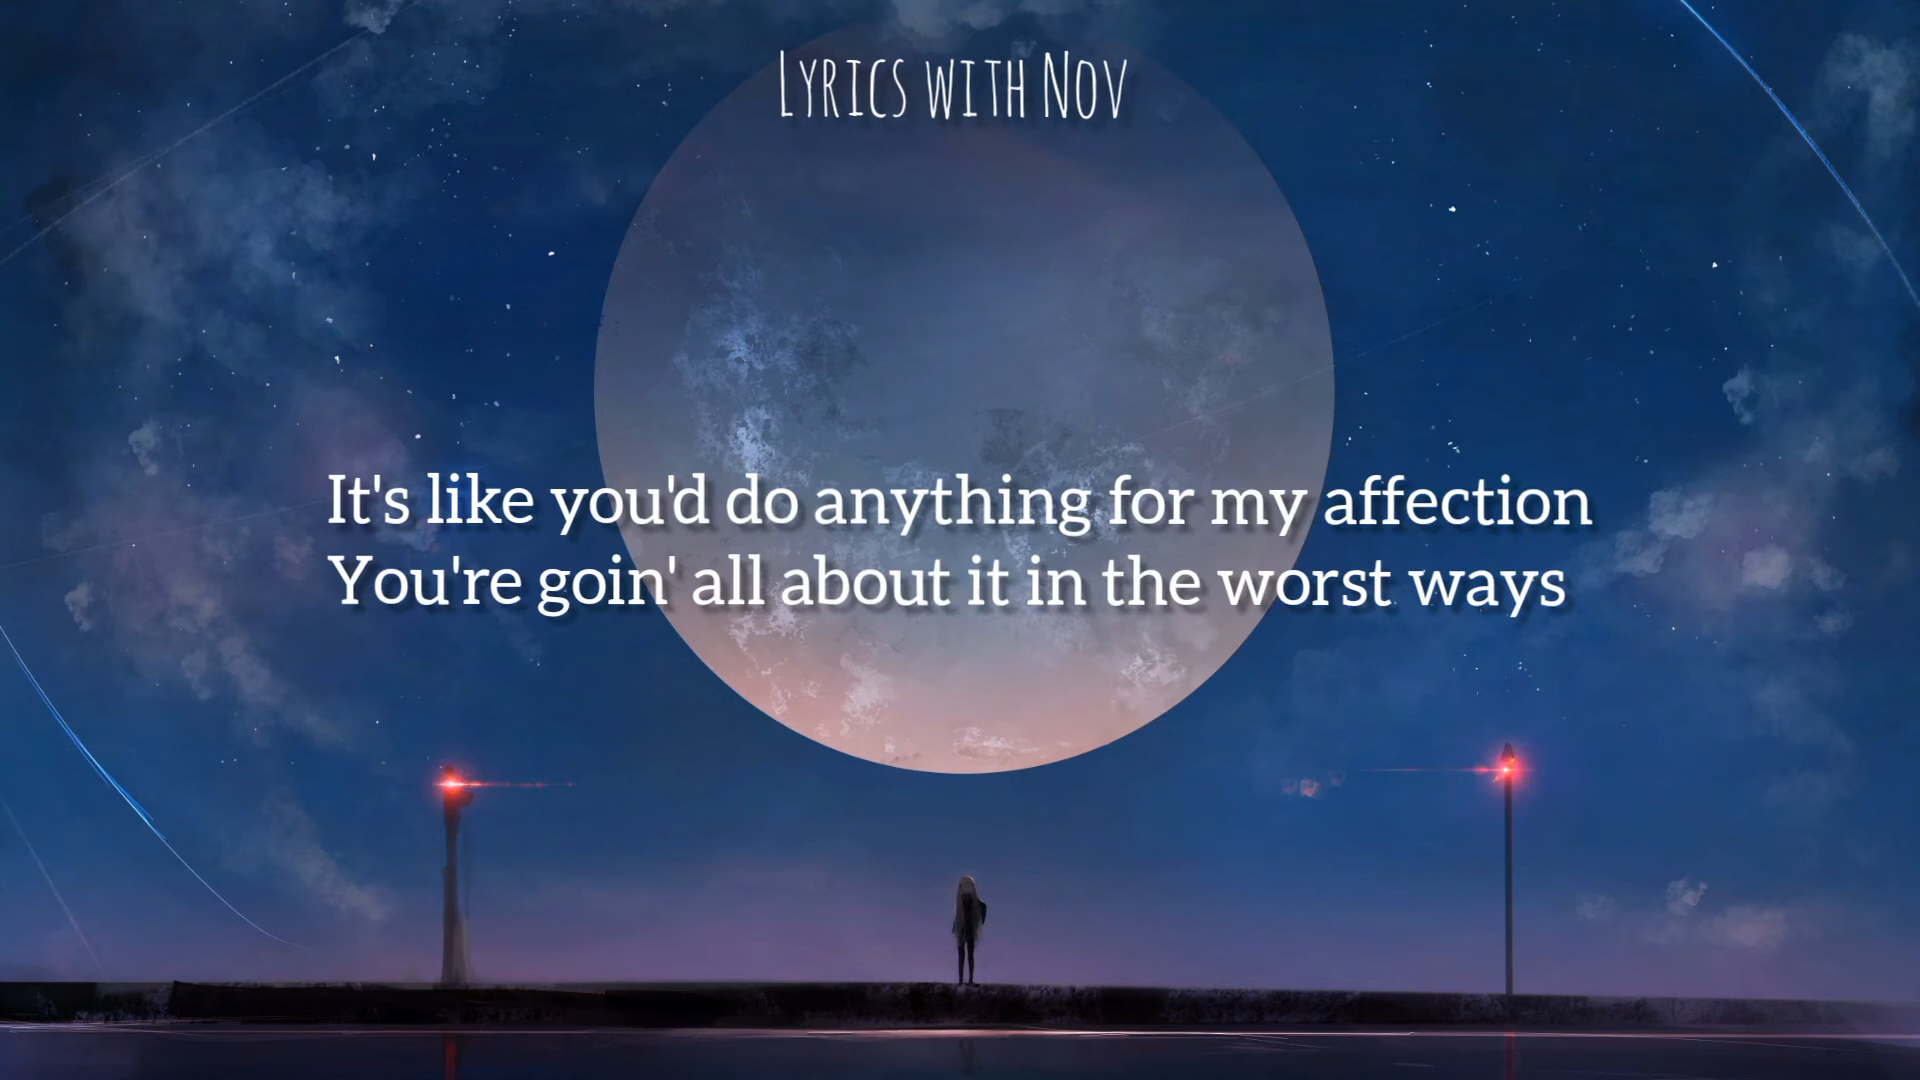 Lyrics with Nov
It's like you'd do anything for my affection
You're goin' all about it in the worst ways